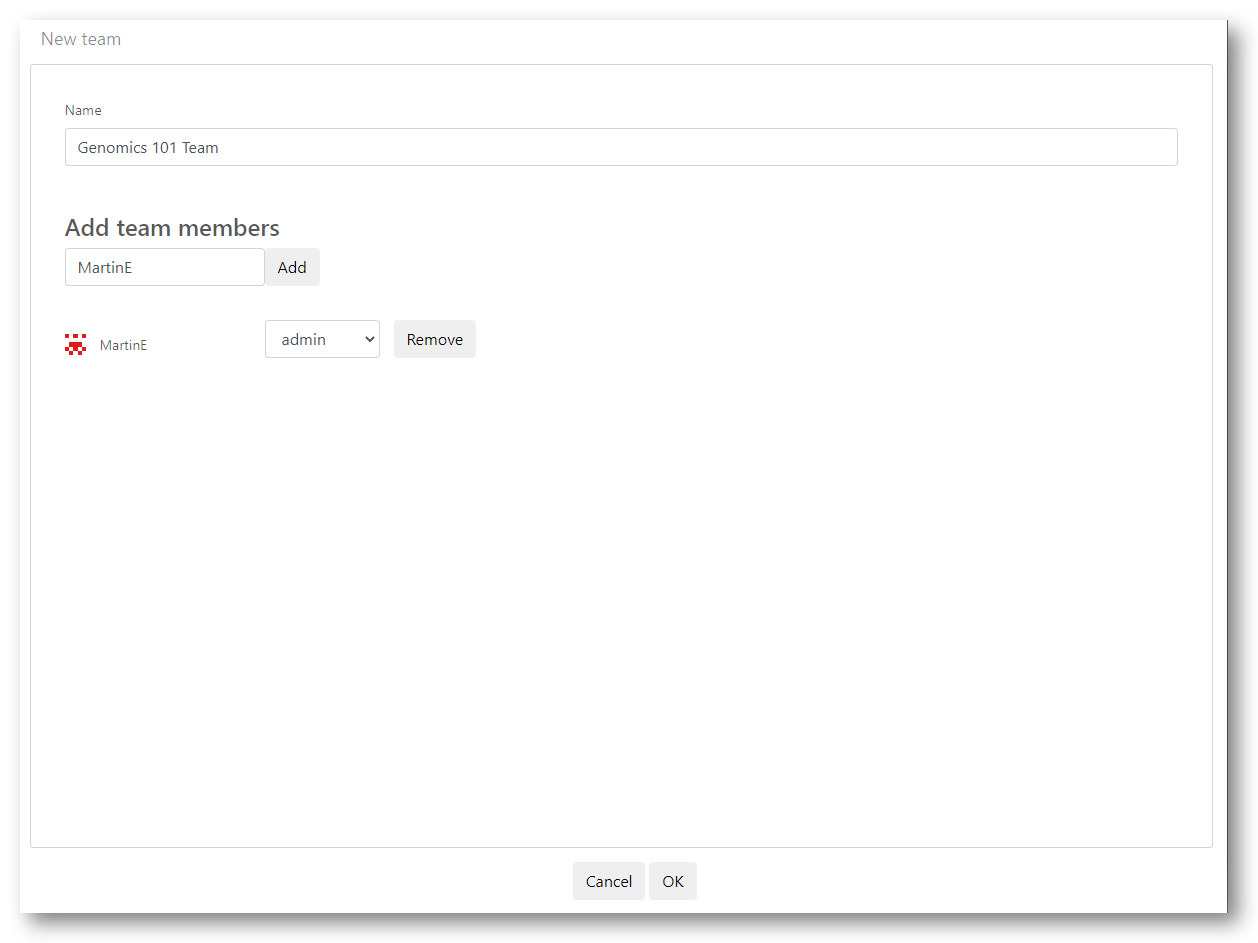 New team
Name
Genomics 101 Team
Add team members
MartinE Add
MartinE admin Remove
Cancel OK